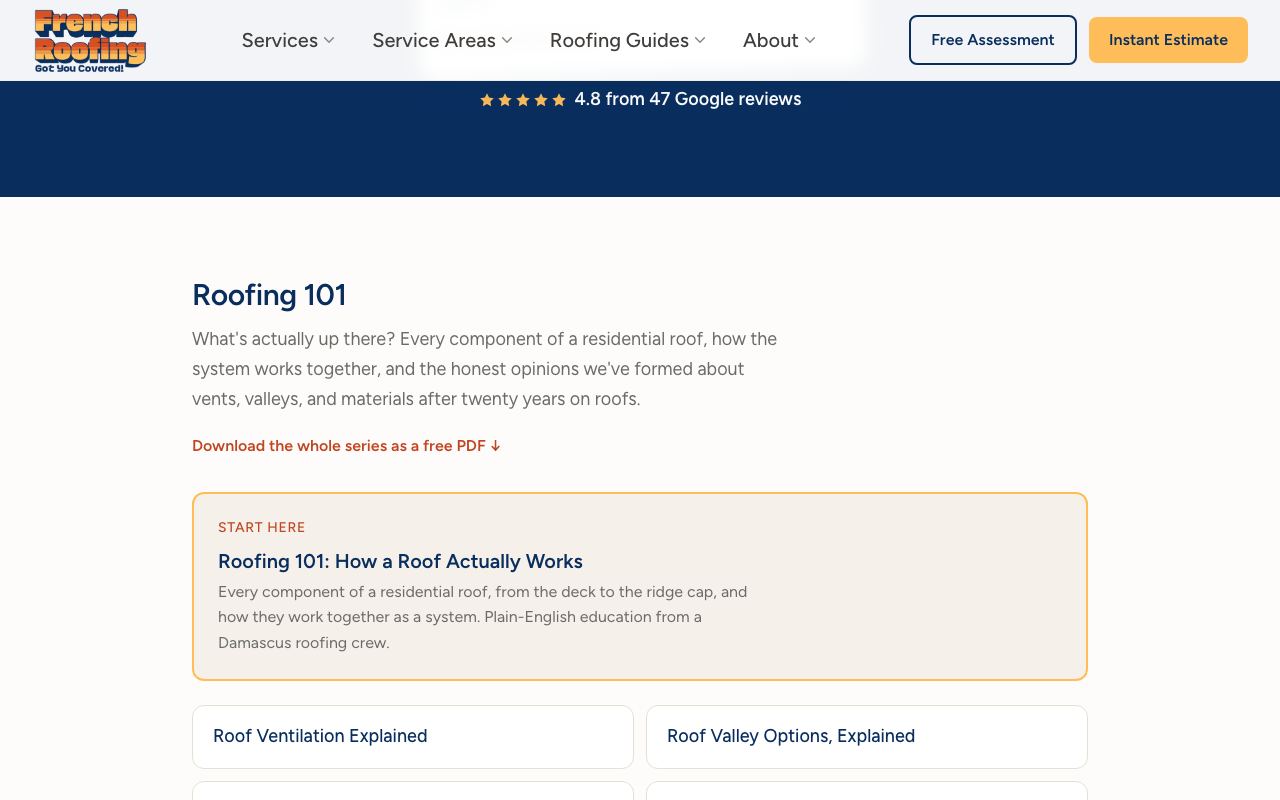 French
Roofing
Got You Covered!
Services
Service Areas
Roofing Guides
About
Free Assessment
Instant Estimate
4.8 from 47 Google reviews
Roofing 101
What's actually up there? Every component of a residential roof, how the
system works together, and the honest opinions we've formed about
vents, valleys, and materials after twenty years on roofs.
Download the whole series as a free PDF ↓
START HERE
Roofing 101: How a Roof Actually Works
Every component of a residential roof, from the deck to the ridge cap, and
how they work together as a system. Plain-English education from a
Damascus roofing crew.
Roof Ventilation Explained
Roof Valley Options, Explained